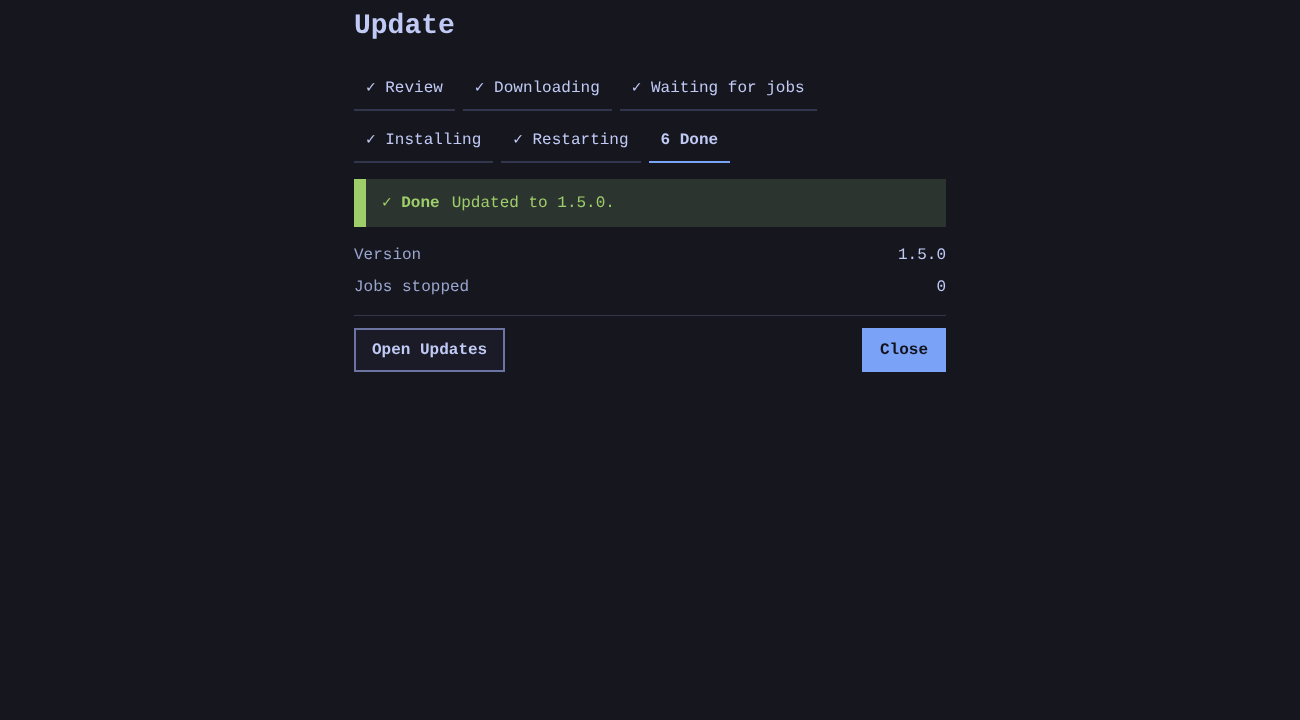 Update
✓ Review ✓ Downloading ✓ Waiting for jobs
✓ Installing ✓ Restarting 6 Done
✓ Done Updated to 1.5.0.
Version 1.5.0
Jobs stopped 0
Open Updates Close